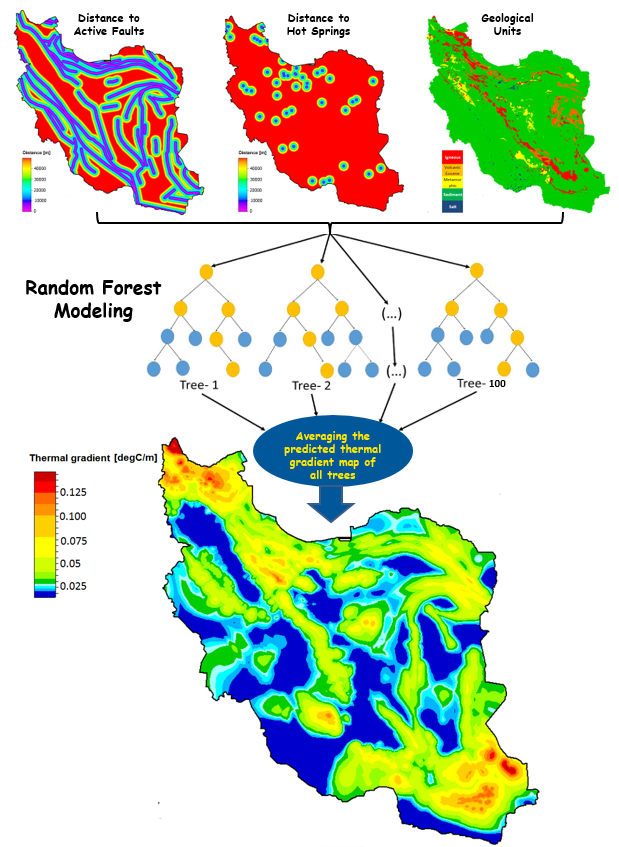 Distance to
Active Faults
Distance to
Hot Springs
Geological
Units
Distance [m]
40000
30000
20000
10000
0
Distance [m]
40000
30000
20000
10000
0
Igneous
Volcanic
Eocene
Metamor
phic
Sediment
Salt
Random Forest
Modeling
(...)
(...)
Tree- 1
Tree- 2
Tree- 100
Averaging the
predicted thermal
gradient map of
all trees
Thermal gradient [degC/m]
0.125
0.100
0.075
0.05
0.025